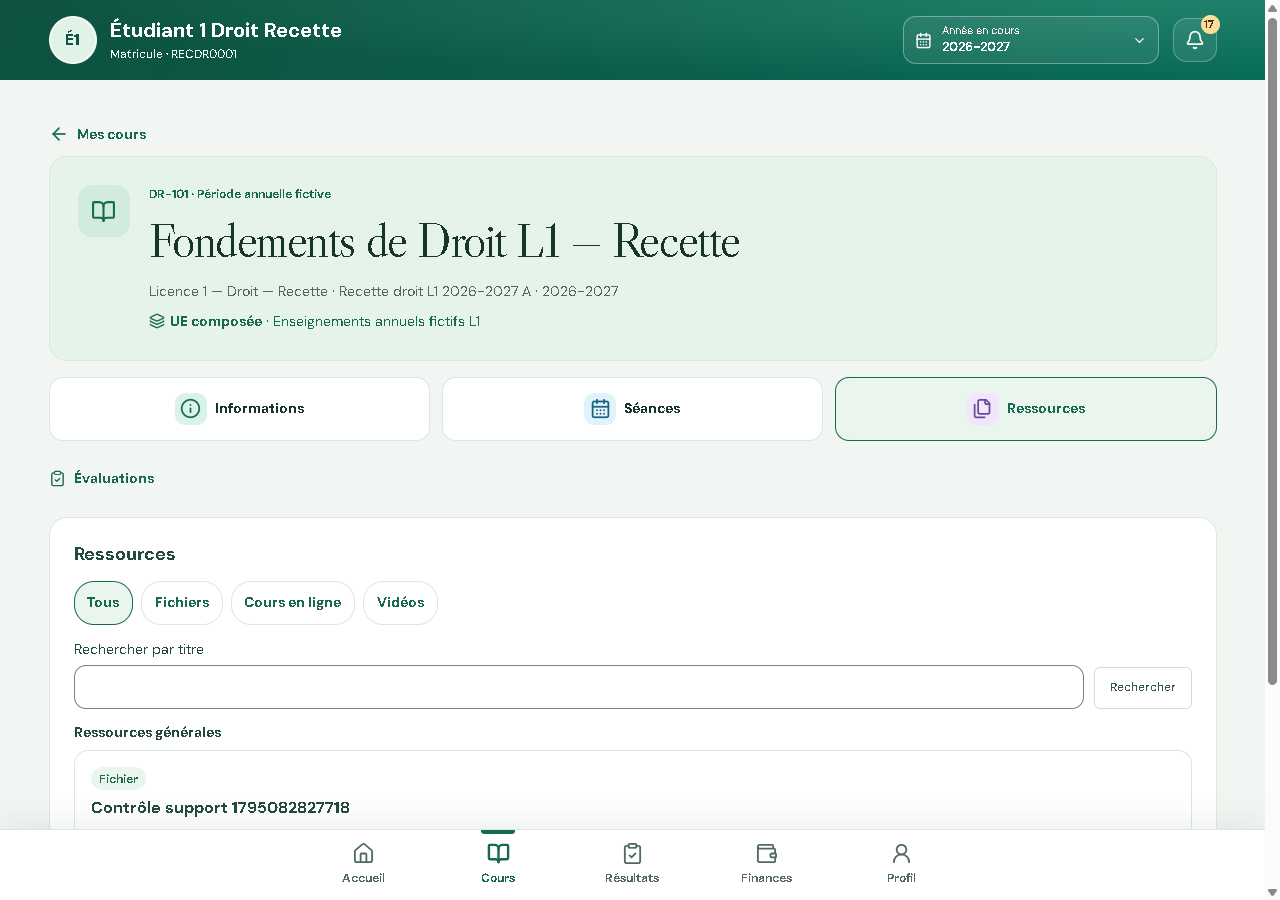 É1
Étudiant 1 Droit Recette
Matricule · RECDR0001
Année en cours
2026-2027
17
Mes cours
DR-101 · Période annuelle fictive
Fondements de Droit L1 — Recette
Licence 1 — Droit — Recette · Recette droit L1 2026-2027 A · 2026-2027
UE composée · Enseignements annuels fictifs L1
Informations
Séances
Ressources
Évaluations
Ressources
Tous
Fichiers
Cours en ligne
Vidéos
Rechercher par titre
Rechercher
Ressources générales
Fichier
Contrôle support 1795082827718
Accueil
Cours
Résultats
Finances
Profil